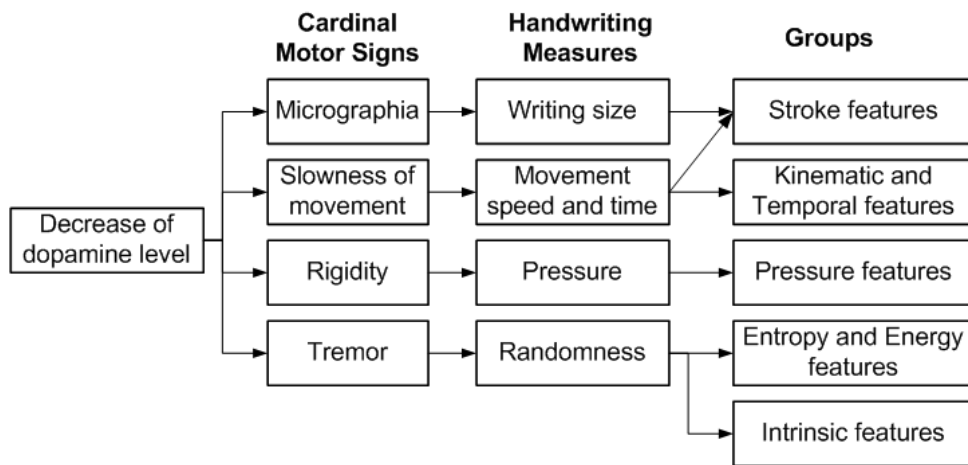 Cardinal
Motor Signs
Handwriting
Measures
Groups
Micrographia
Writing size
Stroke features
Slowness of
movement
Movement
speed and time
Kinematic and
Temporal features
Decrease of
dopamine level
Rigidity
Pressure
Pressure features
Tremor
Randomness
Entropy and Energy
features
Intrinsic features